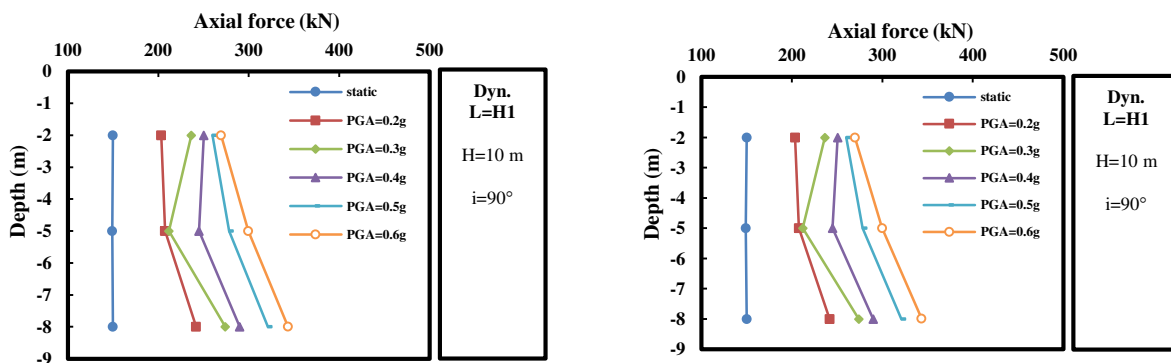 Axial force (kN)
100 200 300 400 500
0
-1
-2
-3
-4
-5
-6
-7
-8
-9
Depth (m)
static
PGA=0.2g
PGA=0.3g
PGA=0.4g
PGA=0.5g
PGA=0.6g
Dyn.
L=H1
H=10 m
i=90°
Axial force (kN)
100 200 300 400 500
0
-1
-2
-3
-4
-5
-6
-7
-8
-9
Depth (m)
static
PGA=0.2g
PGA=0.3g
PGA=0.4g
PGA=0.5g
PGA=0.6g
Dyn.
L=H1
H=10 m
i=90°